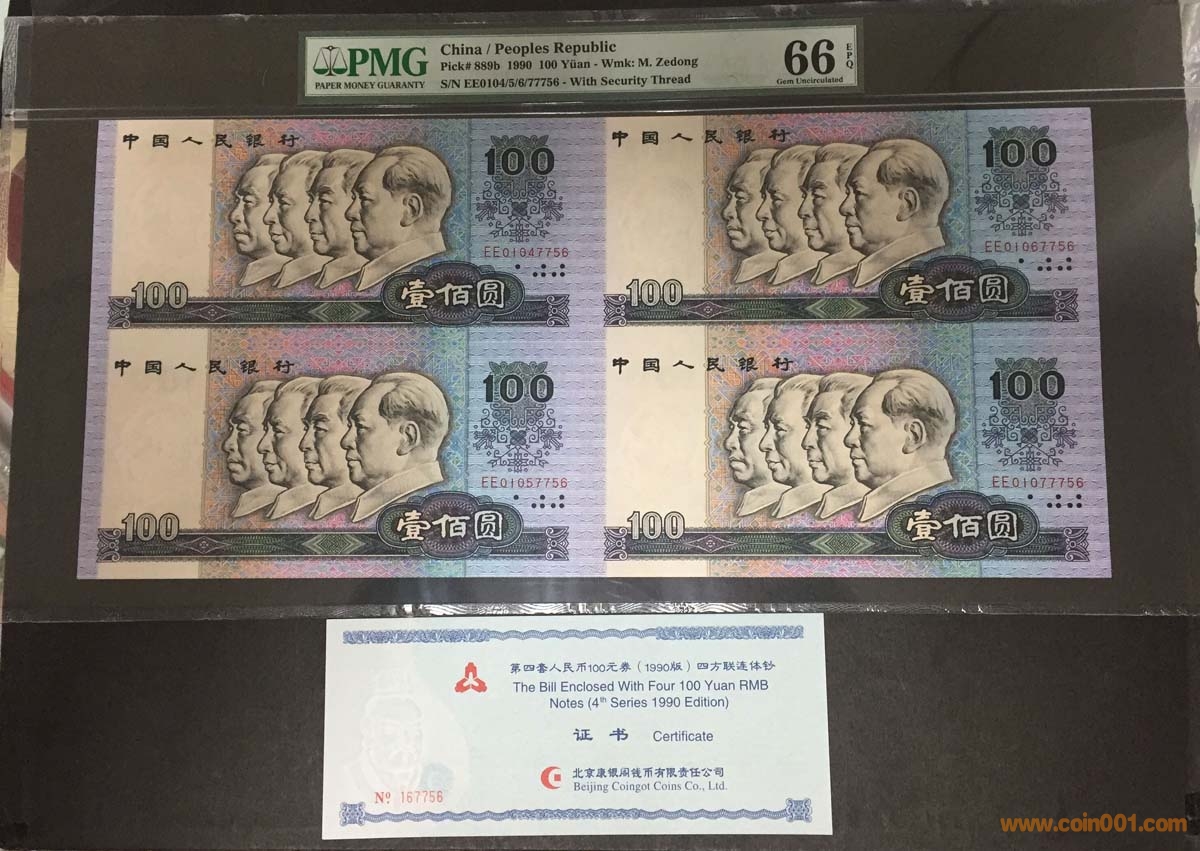 PMG
PAPER MONEY GUARANTY
China / Peoples Republic
Pick# 889b 1990 100 Yüan - Wmk: M. Zedong
S/N EE0104/5/6/77756 - With Security Thread
66
EPQ
Gem Uncirculated
中国人民银行
100
EE01047756
100
壹佰圆
中国人民银行
100
EE01067756
100
壹佰圆
中国人民银行
100
EE01057756
100
壹佰圆
中国人民银行
100
EE01077756
100
壹佰圆
第四套人民币100元券(1990版)四方联连体钞
The Bill Enclosed With Four 100 Yuan RMB
Notes (4th Series 1990 Edition)
证书 Certificate
北京康银阁钱币有限责任公司
Beijing Coingot Coins Co., Ltd.
Nº 167756
www.coin001.com